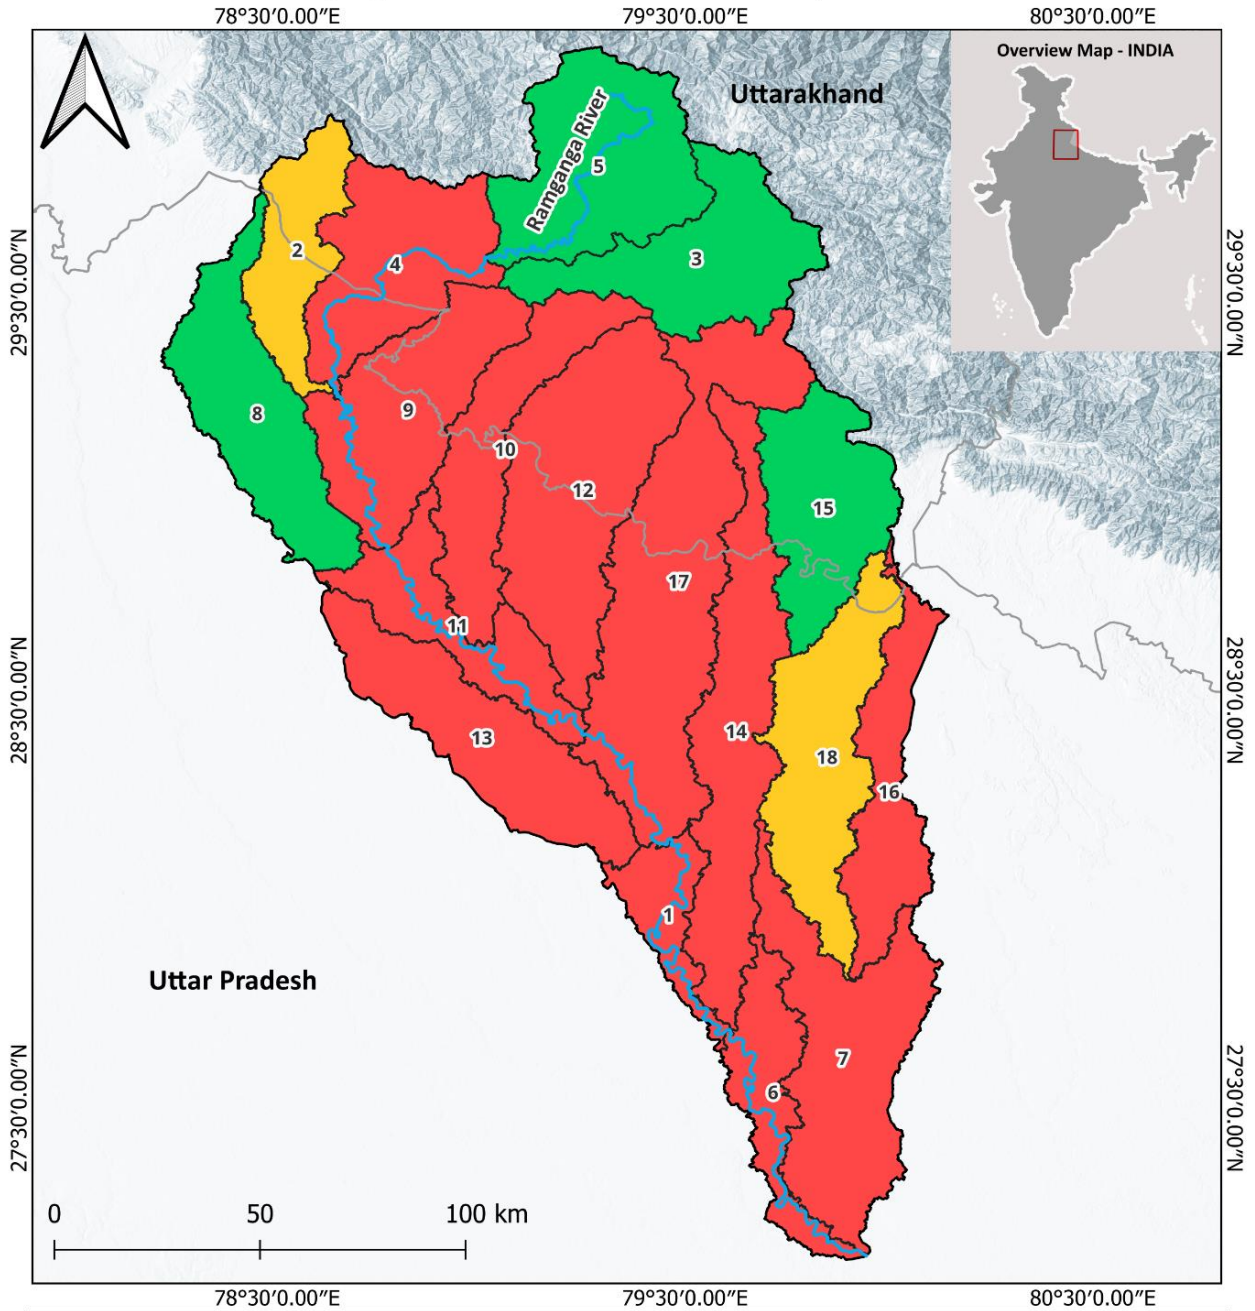 78°30'0.00"E
79°30'0.00"E
80°30'0.00"E
Overview Map - INDIA
Uttarakhand
Ramganga River
5
2
3
4
29°30'0.00"N
29°30'0.00"N
8
9
10
12
15
17
11
28°30'0.00"N
28°30'0.00"N
13
14
18
16
1
Uttar Pradesh
7
6
27°30'0.00"N
27°30'0.00"N
0
50
100 km
78°30'0.00"E
79°30'0.00"E
80°30'0.00"E